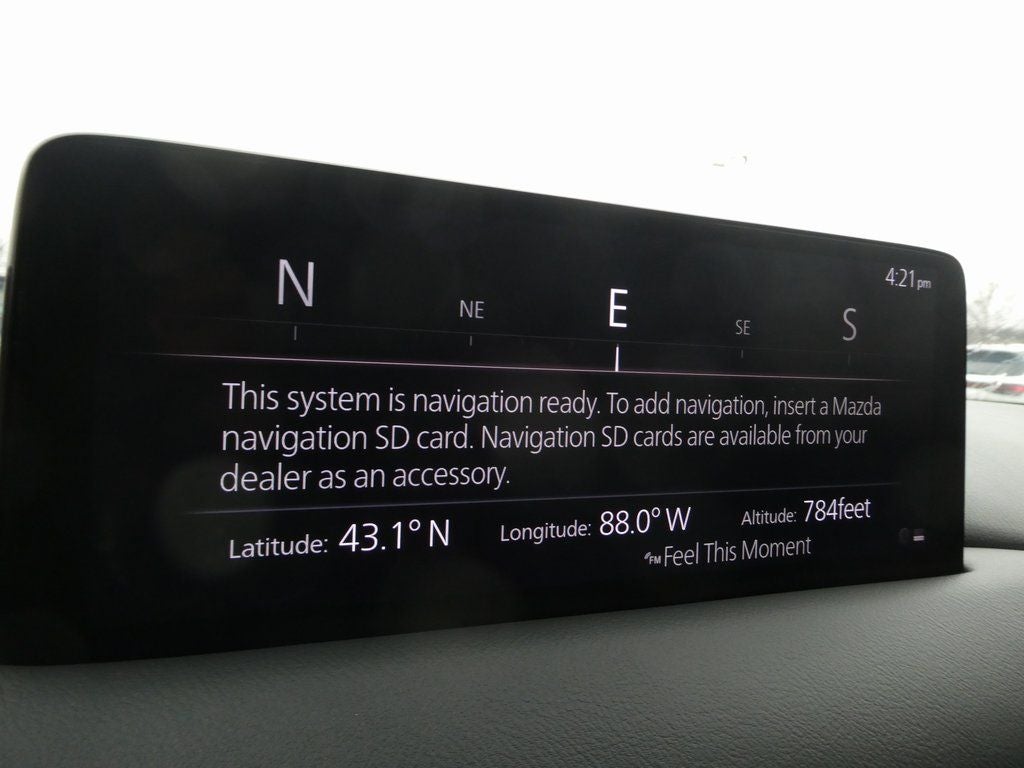 4:21pm
N NE E SE S
This system is navigation ready. To add navigation, insert a Mazda
navigation SD card. Navigation SD cards are available from your
dealer as an accessory.
Latitude: 43.1° N Longitude: 88.0° W Altitude: 784feet
FM Feel This Moment